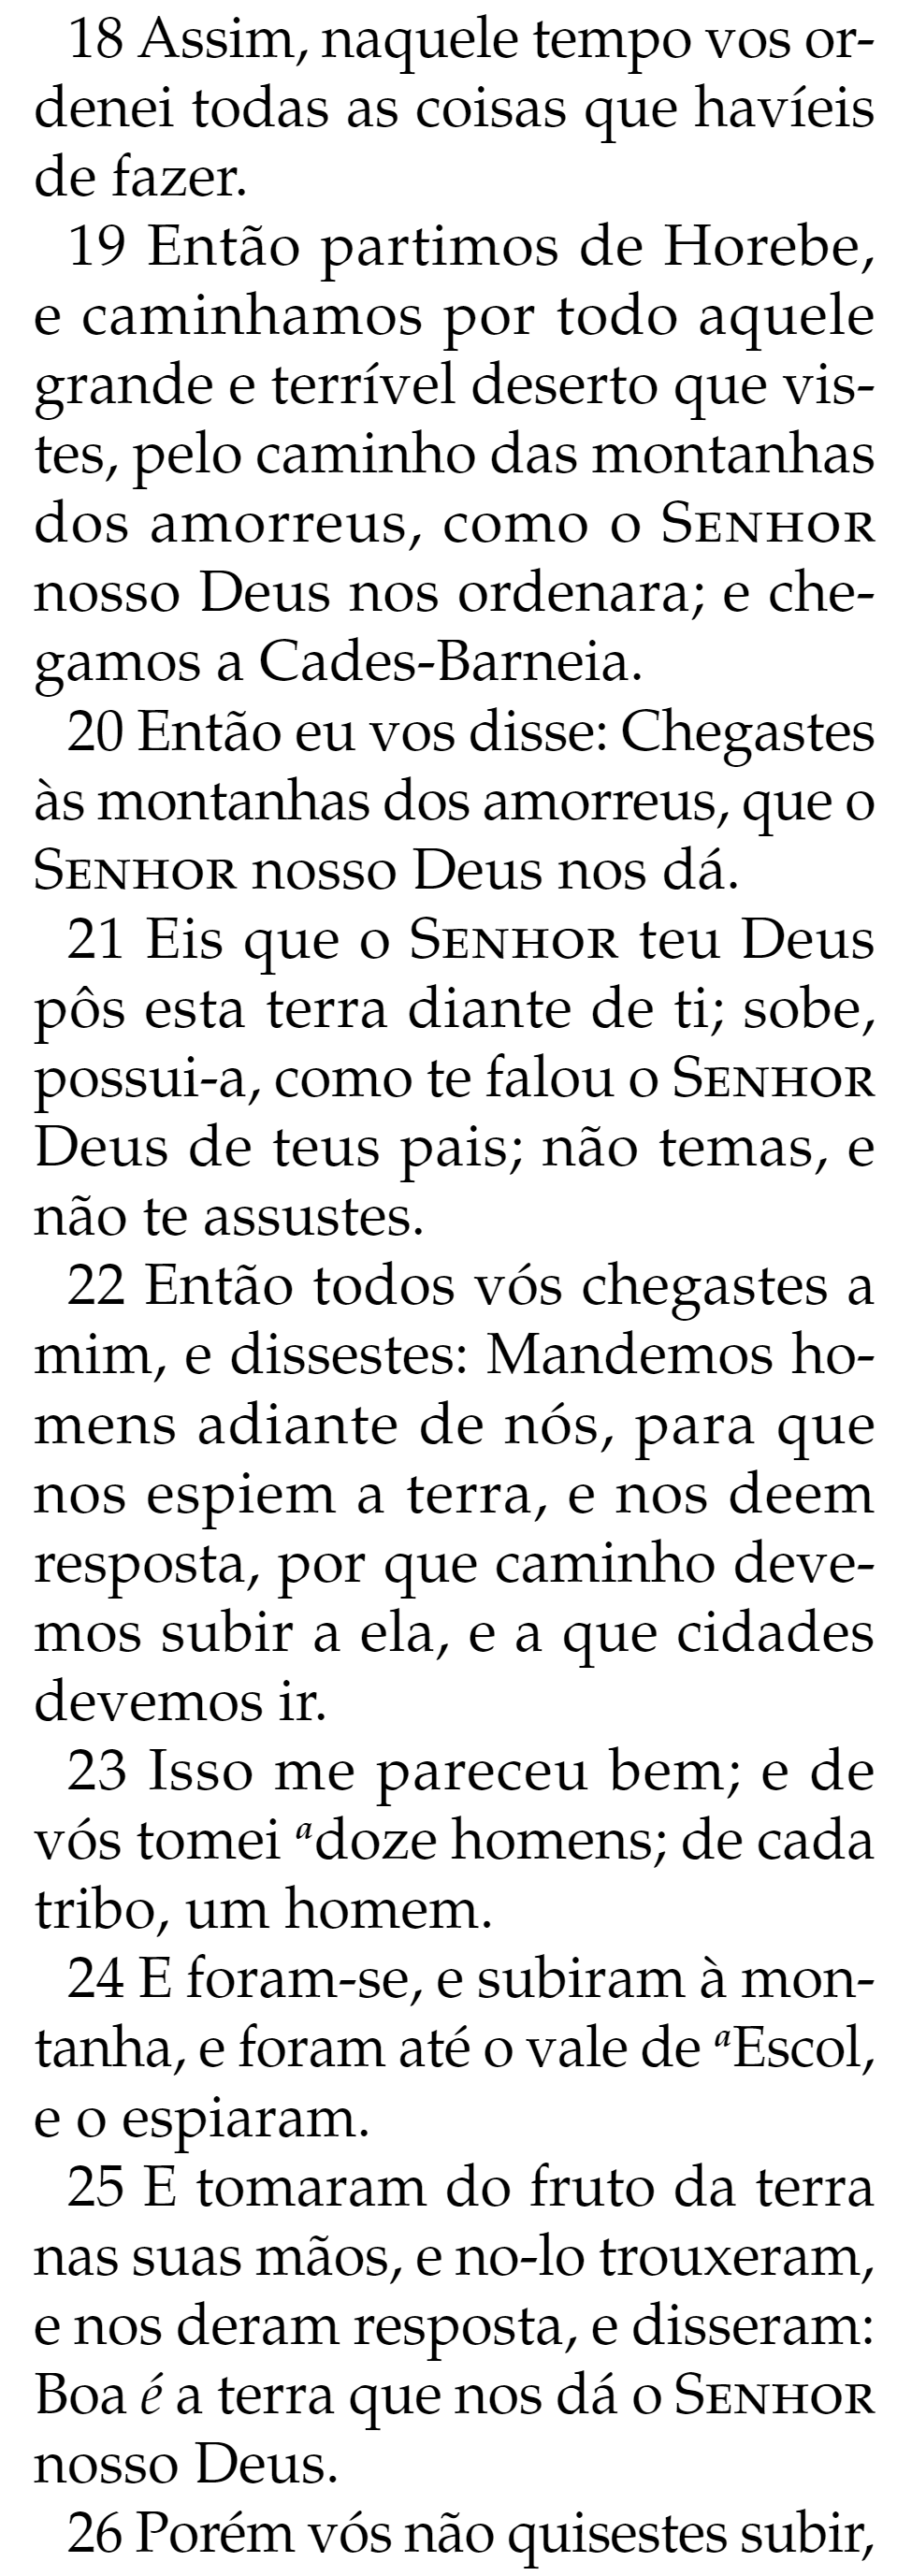 18 Assim, naquele tempo vos or-
denei todas as coisas que havíeis
de fazer.
19 Então partimos de Horebe,
e caminhamos por todo aquele
grande e terrível deserto que vis-
tes, pelo caminho das montanhas
dos amorreus, como o SENHOR
nosso Deus nos ordenara; e che-
gamos a Cades-Barneia.
20 Então eu vos disse: Chegastes
às montanhas dos amorreus, que o
SENHOR nosso Deus nos dá.
21 Eis que o SENHOR teu Deus
pôs esta terra diante de ti; sobe,
possui-a, como te falou o SENHOR
Deus de teus pais; não temas, e
não te assustes.
22 Então todos vós chegastes a
mim, e dissestes: Mandemos ho-
mens adiante de nós, para que
nos espiem a terra, e nos deem
resposta, por que caminho deve-
mos subir a ela, e a que cidades
devemos ir.
23 Isso me pareceu bem; e de
vós tomei ᵃdoze homens; de cada
tribo, um homem.
24 E foram-se, e subiram à mon-
tanha, e foram até o vale de ᵃEscol,
e o espiaram.
25 E tomaram do fruto da terra
nas suas mãos, e no-lo trouxeram,
e nos deram resposta, e disseram:
Boa é a terra que nos dá o SENHOR
nosso Deus.
26 Porém vós não quisestes subir,